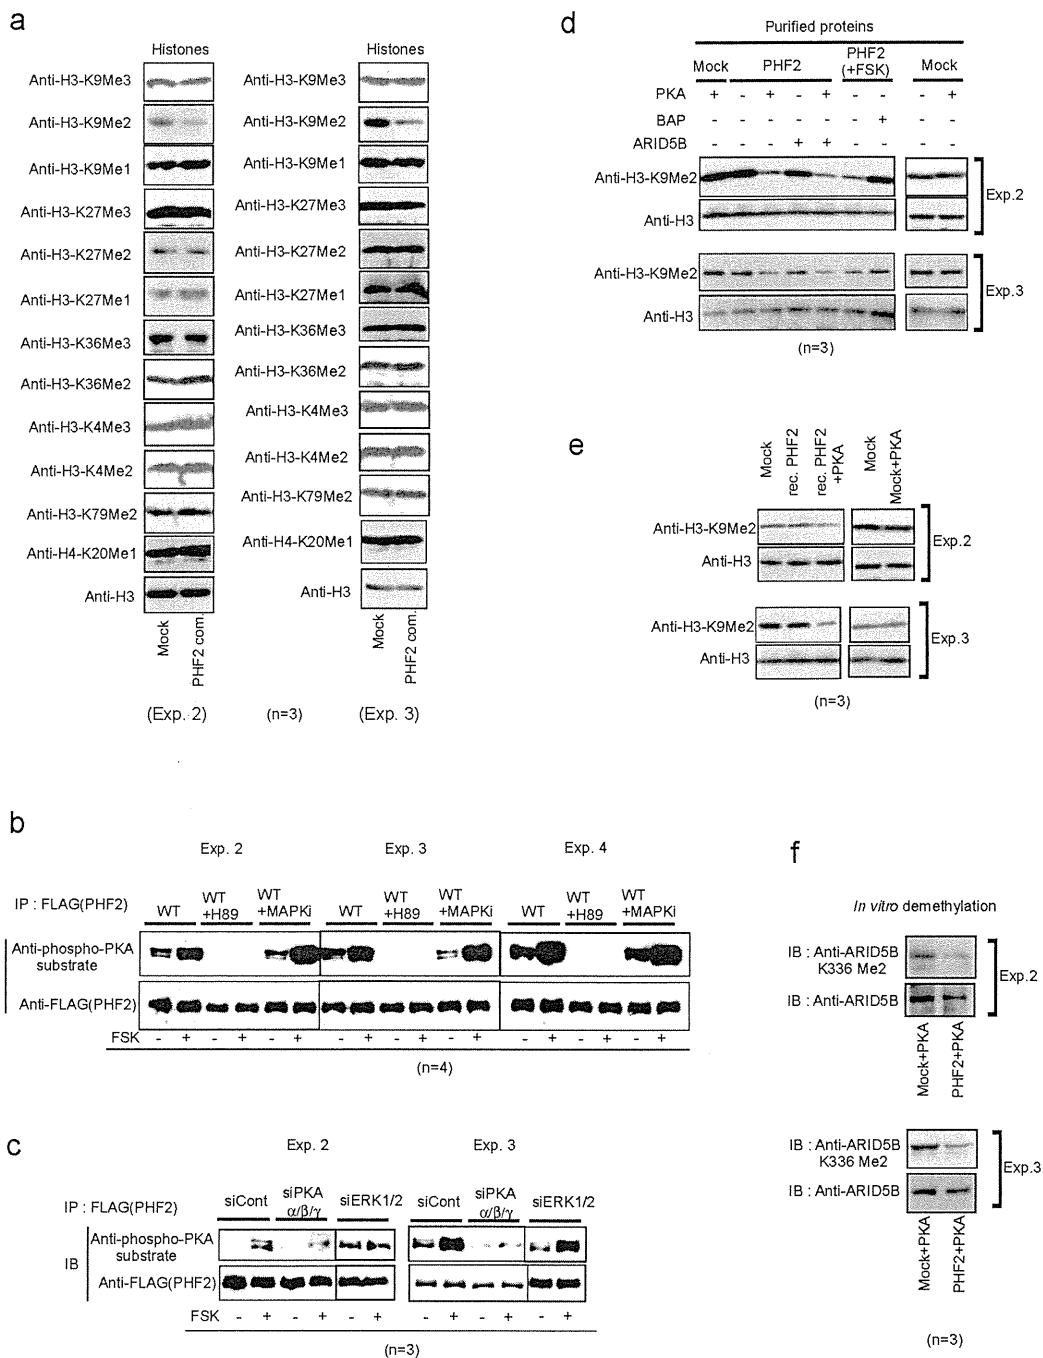 a
Histones
Anti-H3-K9Me3
Anti-H3-K9Me2
Anti-H3-K9Me1
Anti-H3-K27Me3
Anti-H3-K27Me2
Anti-H3-K27Me1
Anti-H3-K36Me3
Anti-H3-K36Me2
Anti-H3-K4Me3
Anti-H3-K4Me2
Anti-H3-K79Me2
Anti-H4-K20Me1
Anti-H3
Mock
PHF2 com.
(Exp. 2)
Histones
Anti-H3-K9Me3
Anti-H3-K9Me2
Anti-H3-K9Me1
Anti-H3-K27Me3
Anti-H3-K27Me2
Anti-H3-K27Me1
Anti-H3-K36Me3
Anti-H3-K36Me2
Anti-H3-K4Me3
Anti-H3-K4Me2
Anti-H3-K79Me2
Anti-H4-K20Me1
Anti-H3
Mock
PHF2 com.
(n=3)
(Exp. 3)
d
Purified proteins
Mock PHF2 PHF2 (+FSK) Mock
PKA + - + - + - - - +
BAP - - - - - - + - -
ARID5B - - - + + - - - -
Anti-H3-K9Me2
Anti-H3
Exp.2
Anti-H3-K9Me2
Anti-H3
Exp.3
(n=3)
e
Mock
rec. PHF2
rec. PHF2 +PKA
Mock
Mock+PKA
Anti-H3-K9Me2
Anti-H3
Exp.2
Anti-H3-K9Me2
Anti-H3
Exp.3
(n=3)
b
Exp. 2 Exp. 3 Exp. 4
IP : FLAG(PHF2)
WT WT +H89 WT +MAPKi WT WT +H89 WT +MAPKi WT WT +H89 WT +MAPKi
Anti-phospho-PKA
substrate
Anti-FLAG(PHF2)
FSK - + - + - + - + - + - + - + - + - +
(n=4)
c
Exp. 2 Exp. 3
IP : FLAG(PHF2)
siCont siPKA α/β/γ siERK1/2 siCont siPKA α/β/γ siERK1/2
IB
Anti-phospho-PKA
substrate
Anti-FLAG(PHF2)
FSK - + - + - + - + - + - +
(n=3)
f
In vitro demethylation
IB : Anti-ARID5B
K336 Me2
IB : Anti-ARID5B
Exp.2
Mock+PKA
PHF2+PKA
IB : Anti-ARID5B
K336 Me2
IB : Anti-ARID5B
Exp.3
Mock+PKA
PHF2+PKA
(n=3)